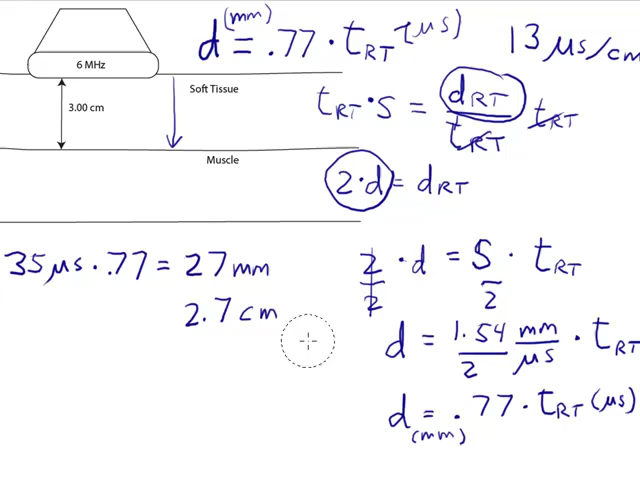 d(mm) = .77 · tRT (μs)
13 μs/cm
6 MHz
3.00 cm
Soft Tissue
Muscle
tRT · S = dRT / tRT tRT
2 · d = dRT
35 μs · .77 = 27 mm
2.7 cm
2/2 · d = S/2 · tRT
d = 1.54/2 mm/μs · tRT
d(mm) = .77 · tRT (μs)